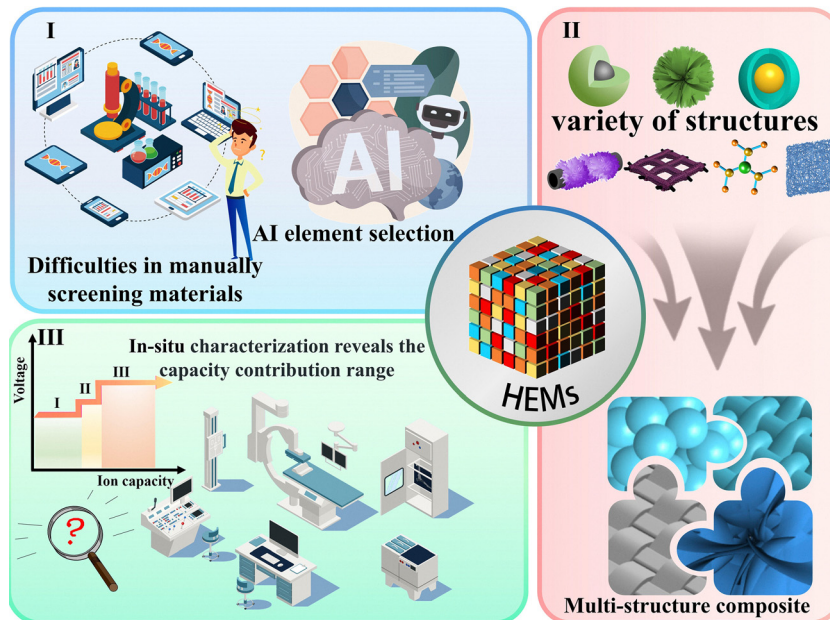 I
AI
AI element selection
?
Difficulties in manually
screening materials
II
variety of structures
HEMs
III
In-situ characterization reveals the
capacity contribution range
Voltage
I
II
III
Ion capacity
?
Multi-structure composite